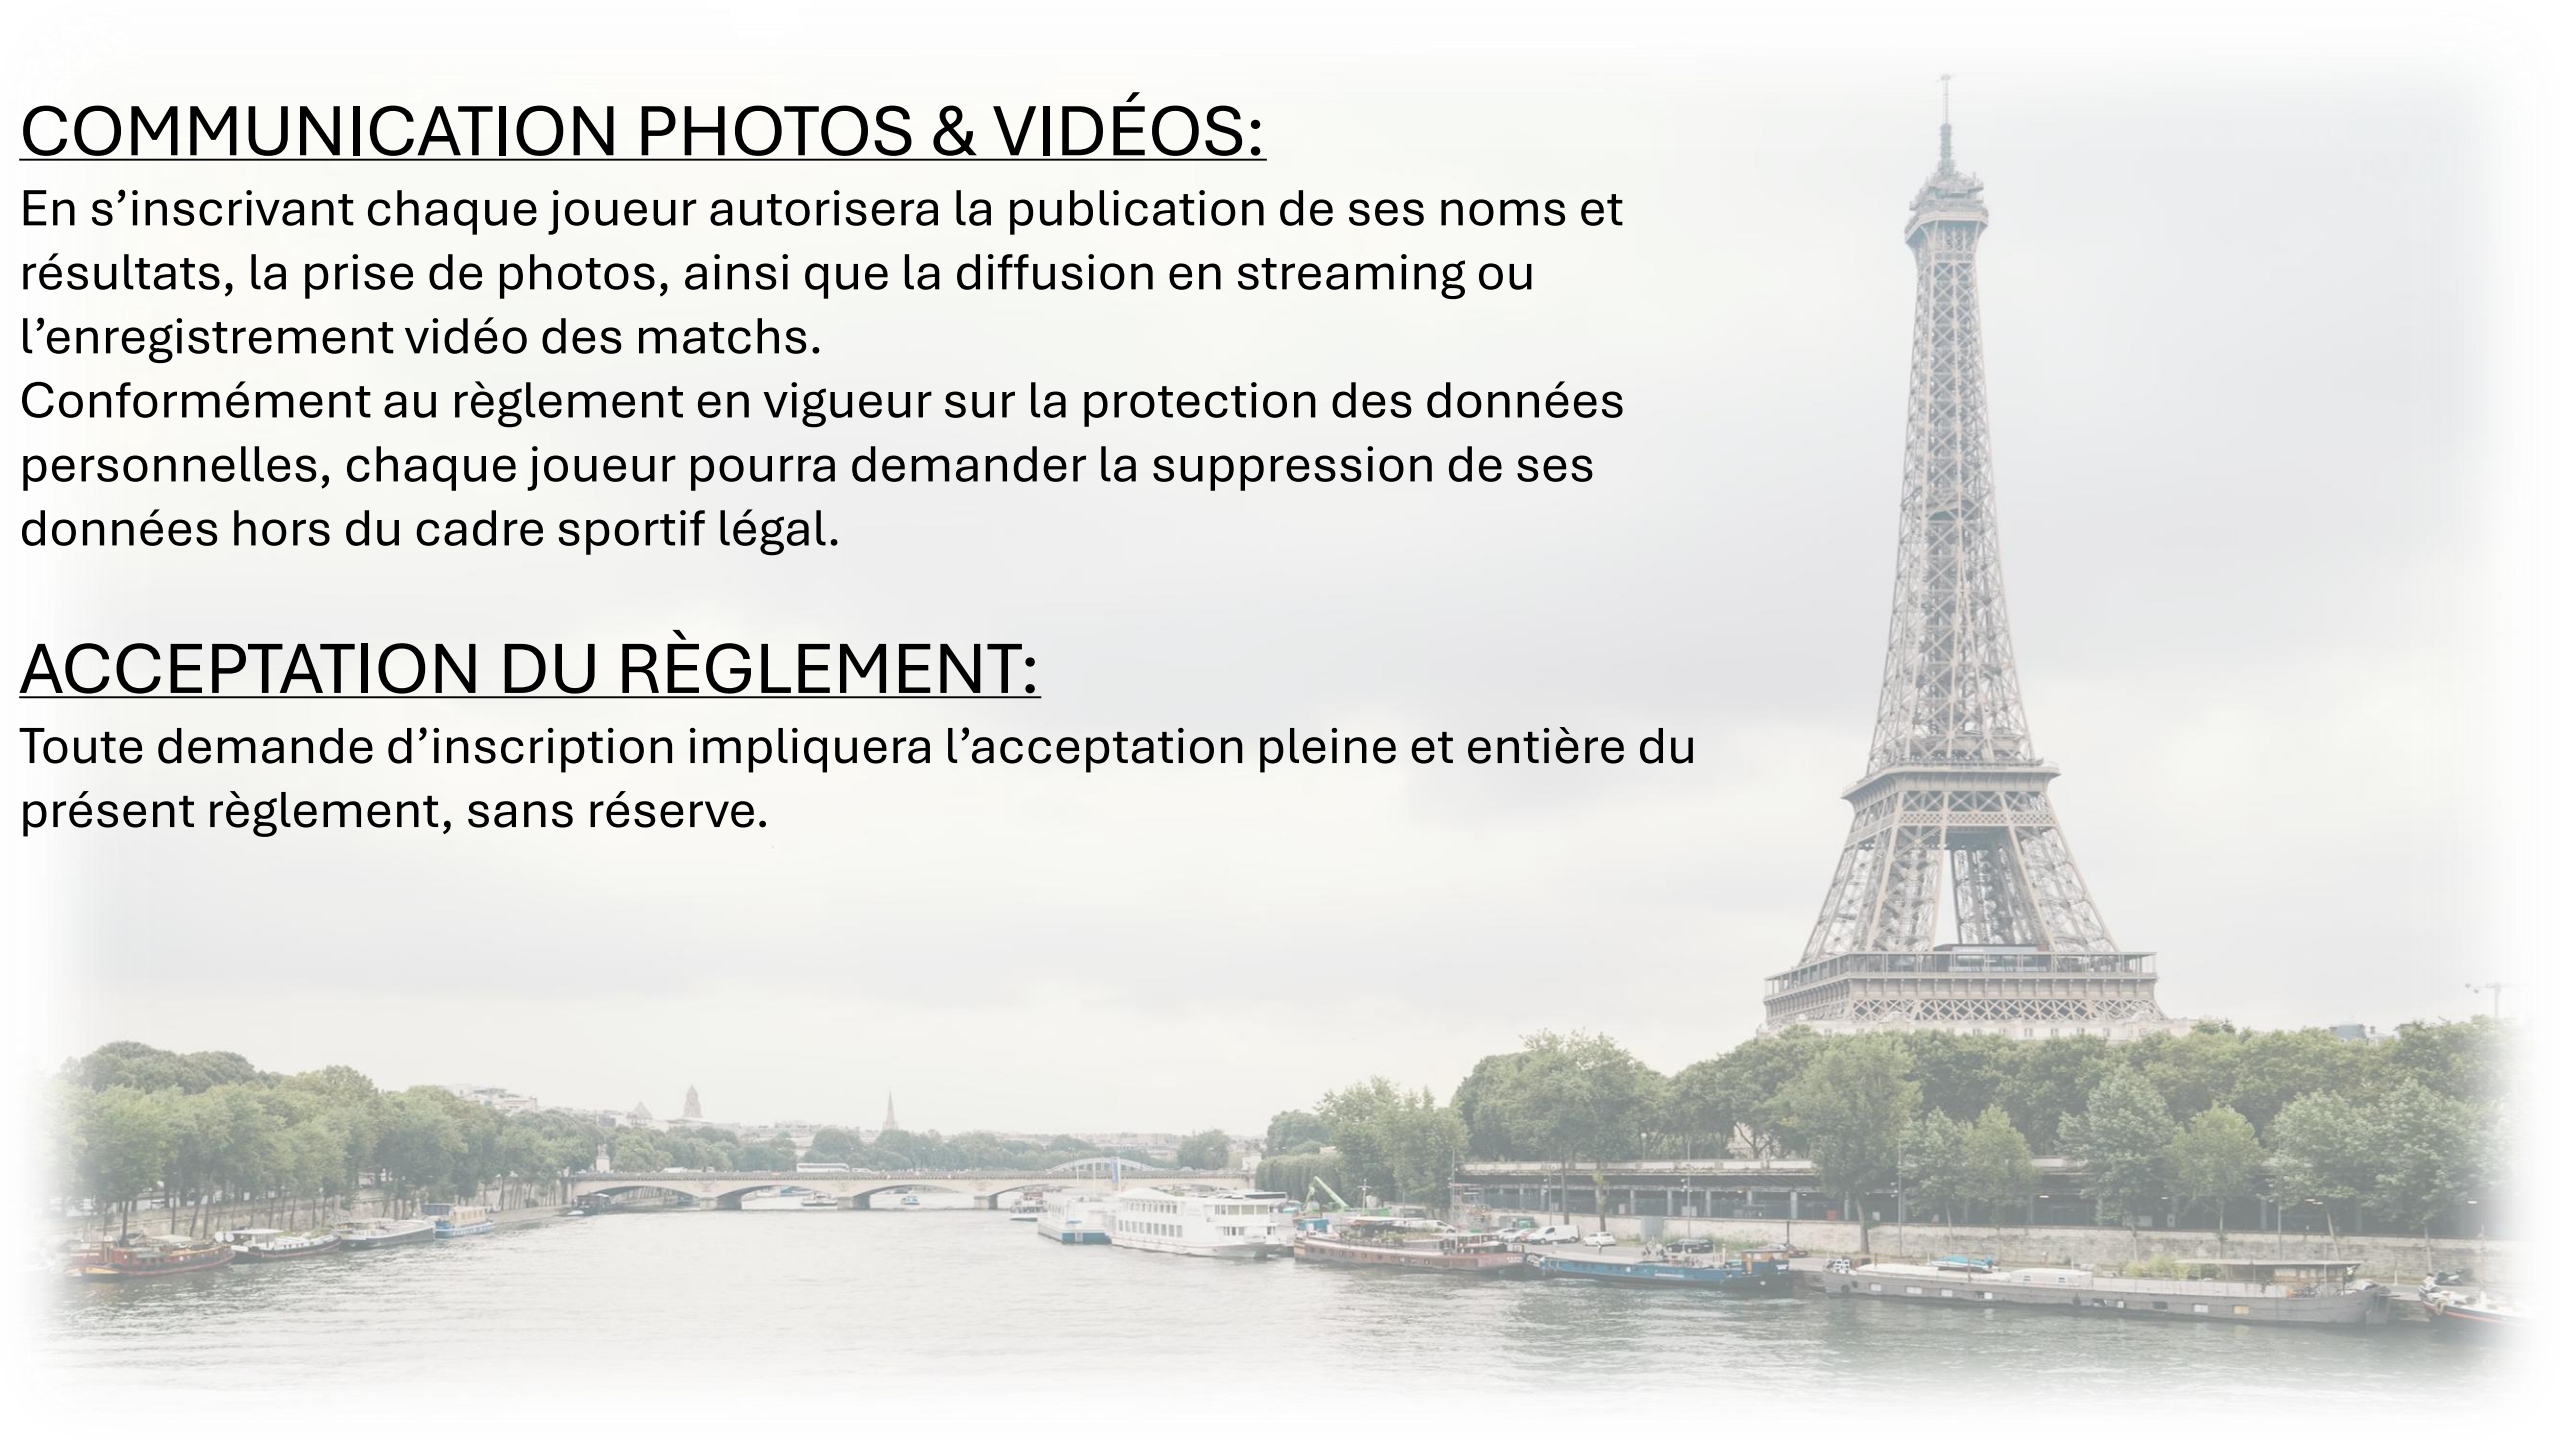 COMMUNICATION PHOTOS & VIDÉOS:
En s’inscrivant chaque joueur autorisera la publication de ses noms et
résultats, la prise de photos, ainsi que la diffusion en streaming ou
l’enregistrement vidéo des matchs.
Conformément au règlement en vigueur sur la protection des données
personnelles, chaque joueur pourra demander la suppression de ses
données hors du cadre sportif légal.
ACCEPTATION DU RÈGLEMENT:
Toute demande d’inscription impliquera l’acceptation pleine et entière du
présent règlement, sans réserve.